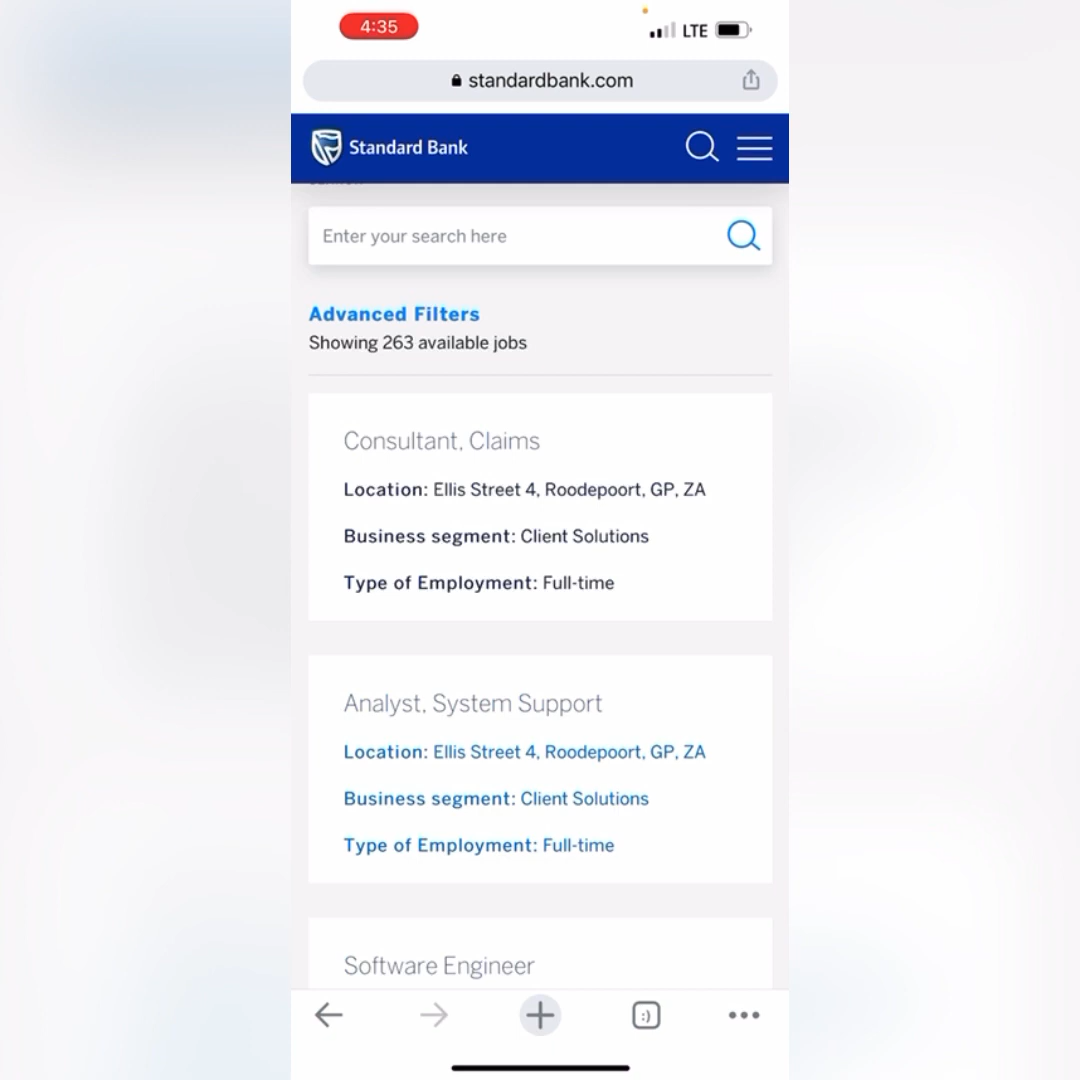 4:35
LTE
standardbank.com
Standard Bank
Enter your search here
Advanced Filters
Showing 263 available jobs
Consultant, Claims
Location: Ellis Street 4, Roodepoort, GP, ZA
Business segment: Client Solutions
Type of Employment: Full-time
Analyst, System Support
Location: Ellis Street 4, Roodepoort, GP, ZA
Business segment: Client Solutions
Type of Employment: Full-time
Software Engineer
:)